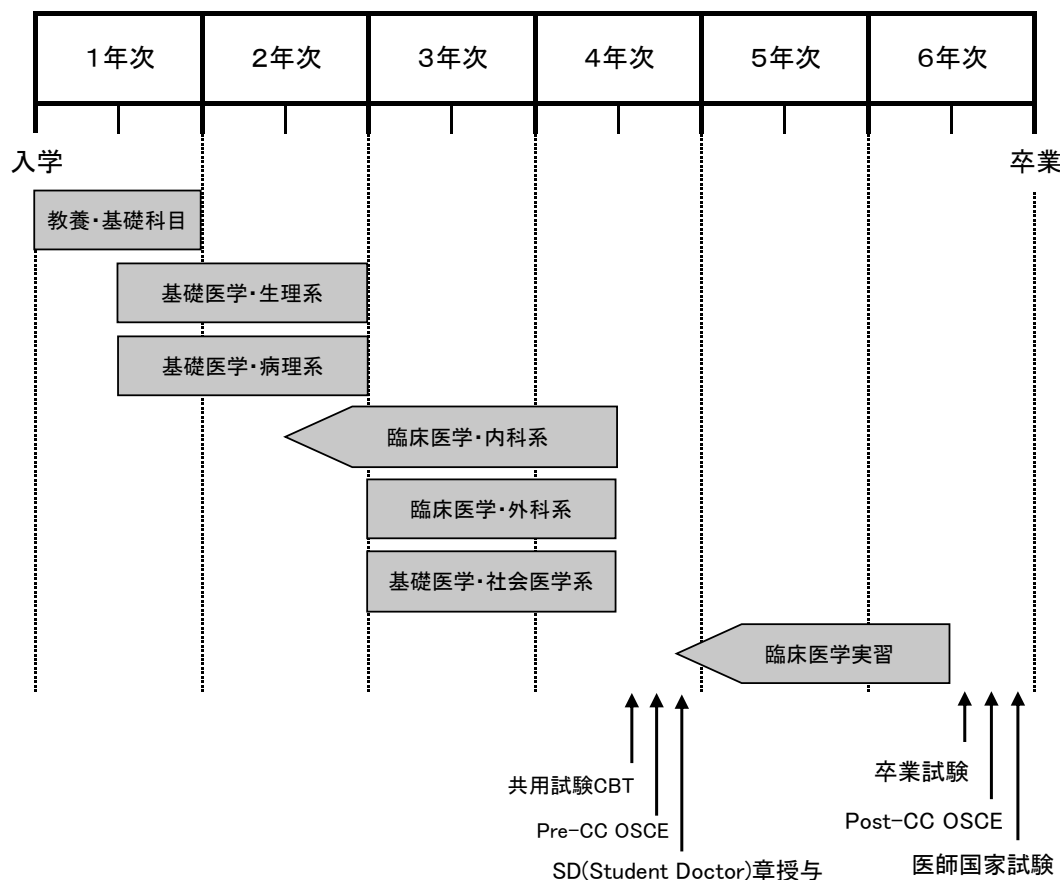 1年次
2年次
3年次
4年次
5年次
6年次
入学
卒業
教養・基礎科目
基礎医学・生理系
基礎医学・病理系
臨床医学・内科系
臨床医学・外科系
基礎医学・社会医学系
臨床医学実習
共用試験CBT
Pre-CC OSCE
SD(Student Doctor)章授与
卒業試験
Post-CC OSCE
医師国家試験